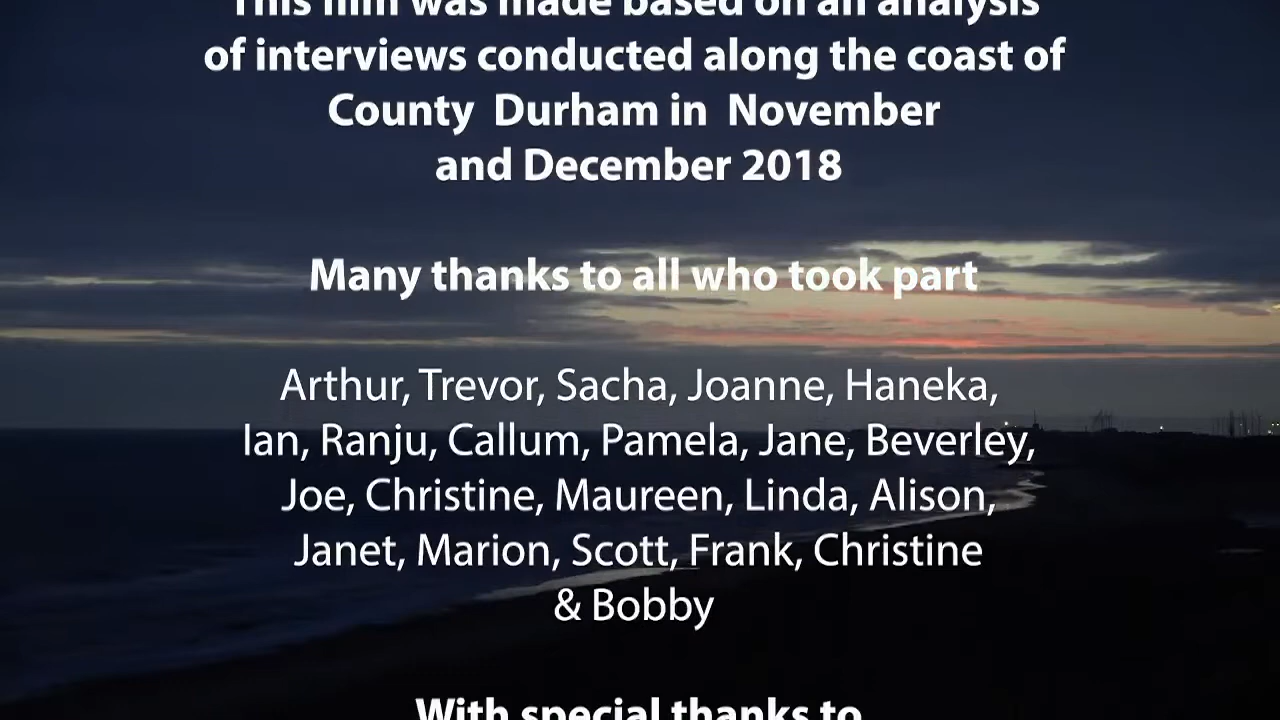 This film was made based on an analysis
of interviews conducted along the coast of
County Durham in November
and December 2018
Many thanks to all who took part
Arthur, Trevor, Sacha, Joanne, Haneka,
Ian, Ranju, Callum, Pamela, Jane, Beverley,
Joe, Christine, Maureen, Linda, Alison,
Janet, Marion, Scott, Frank, Christine
& Bobby
With special thanks to